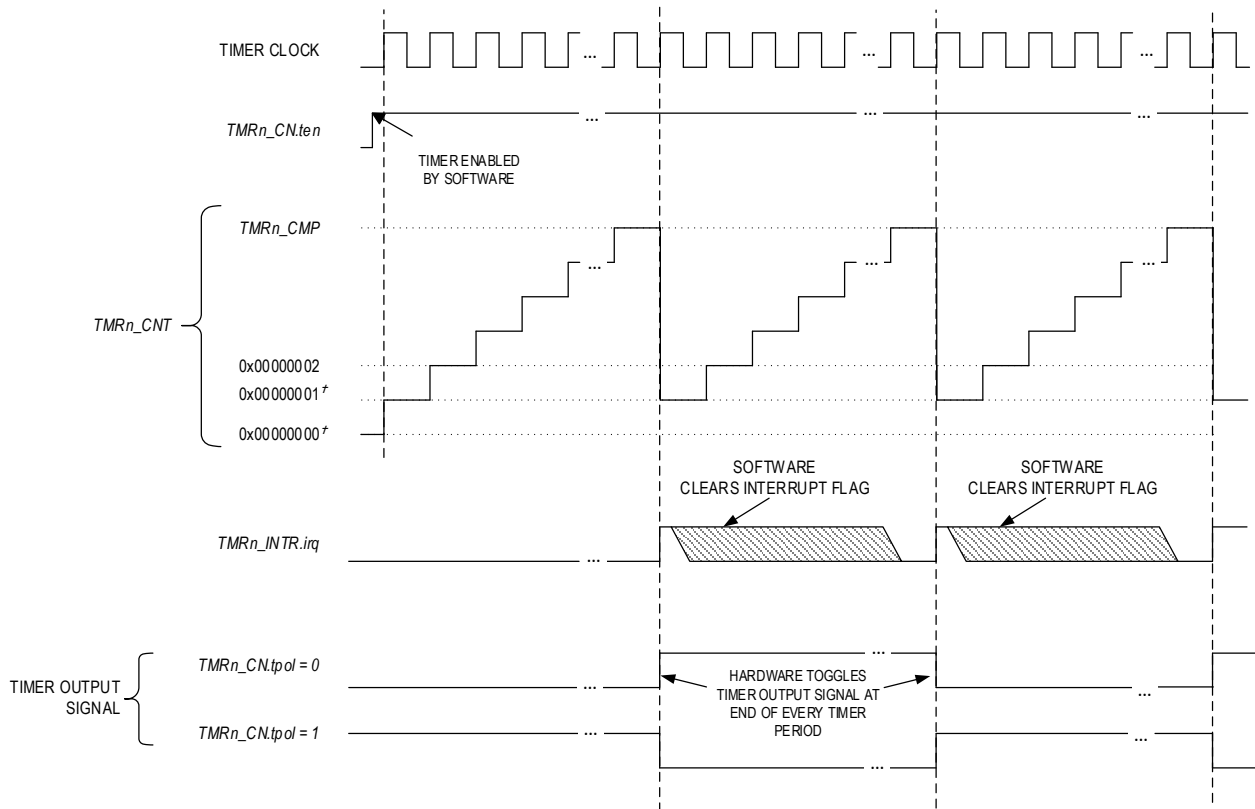 TIMER CLOCK
...
...
...
TMRn_CN.ten
...
...
...
TIMER ENABLED
BY SOFTWARE
TMRn_CMP
...
...
...
TMRn_CNT
0x00000002
0x00000001†
0x00000000†
SOFTWARE
CLEARS INTERRUPT FLAG
SOFTWARE
CLEARS INTERRUPT FLAG
TMRn_INTR.irq
...
TIMER OUTPUT
SIGNAL
TMRn_CN.tpol = 0
...
...
...
HARDWARE TOGGLES
TIMER OUTPUT SIGNAL AT
END OF EVERY TIMER
PERIOD
TMRn_CN.tpol = 1
...
...
...